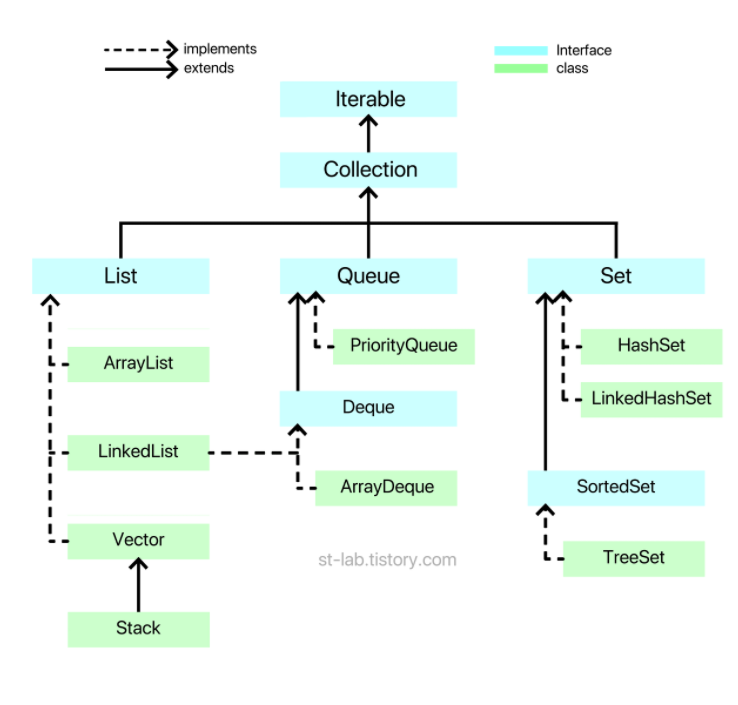 implements
extends
Interface
class
Iterable
Collection
List
Queue
Set
ArrayList
LinkedList
Vector
Stack
PriorityQueue
Deque
ArrayDeque
HashSet
LinkedHashSet
SortedSet
TreeSet
st-lab.tistory.com